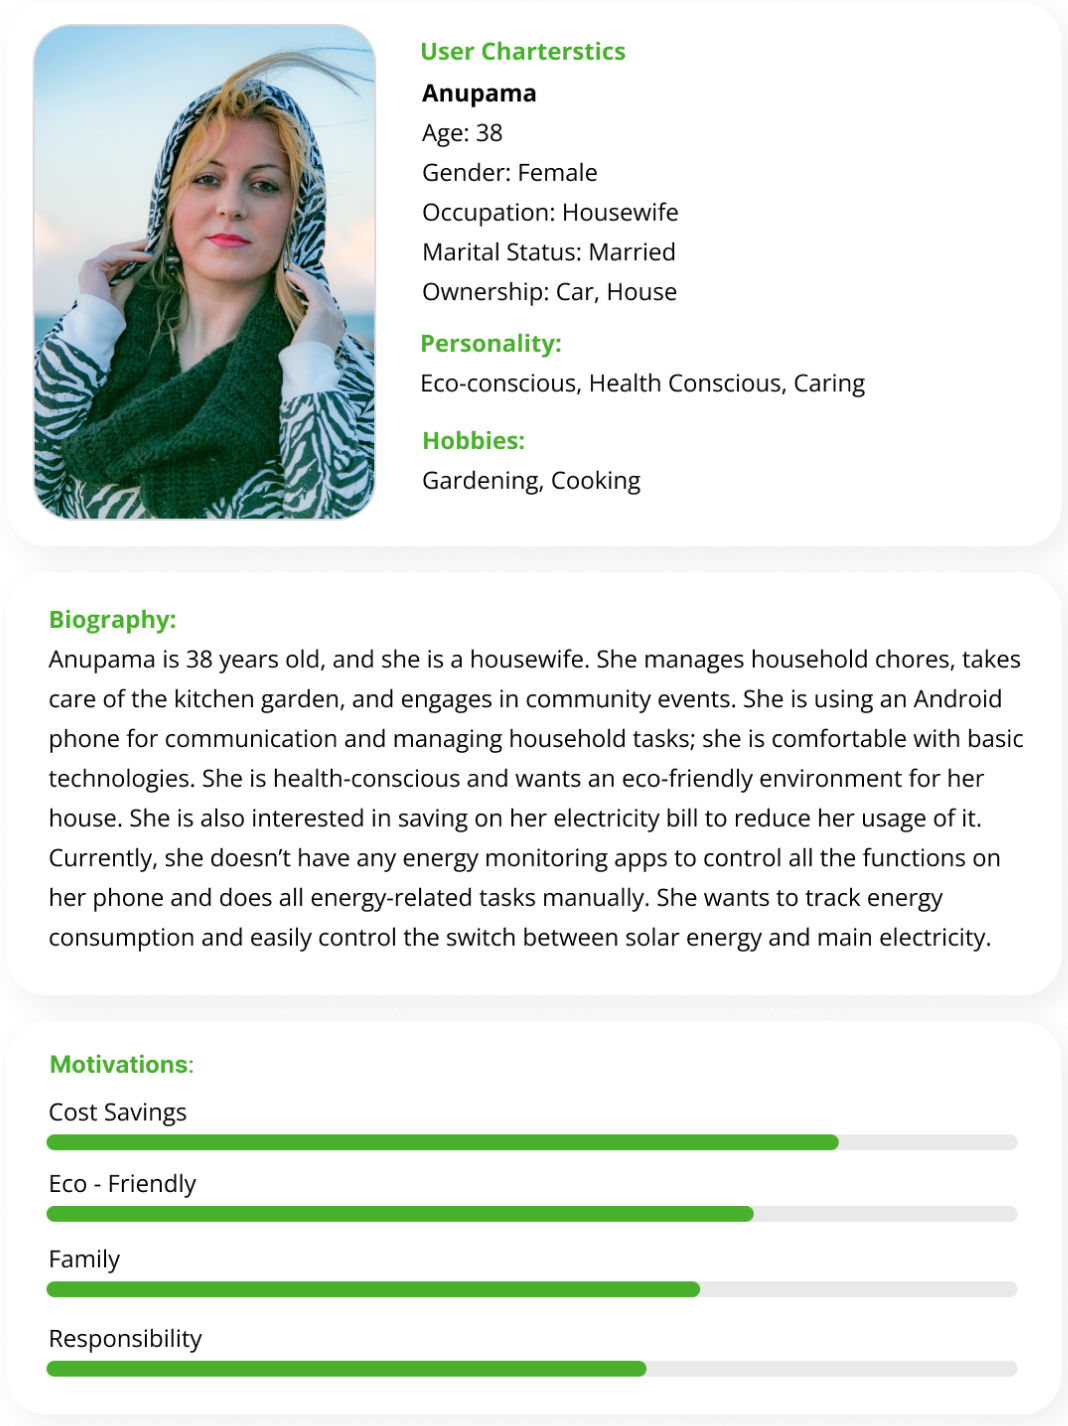 User Charterstics
Anupama
Age: 38
Gender: Female
Occupation: Housewife
Marital Status: Married
Ownership: Car, House
Personality:
Eco-conscious, Health Conscious, Caring
Hobbies:
Gardening, Cooking
Biography:
Anupama is 38 years old, and she is a housewife. She manages household chores, takes
care of the kitchen garden, and engages in community events. She is using an Android
phone for communication and managing household tasks; she is comfortable with basic
technologies. She is health-conscious and wants an eco-friendly environment for her
house. She is also interested in saving on her electricity bill to reduce her usage of it.
Currently, she doesn’t have any energy monitoring apps to control all the functions on
her phone and does all energy-related tasks manually. She wants to track energy
consumption and easily control the switch between solar energy and main electricity.
Motivations:
Cost Savings
Eco - Friendly
Family
Responsibility